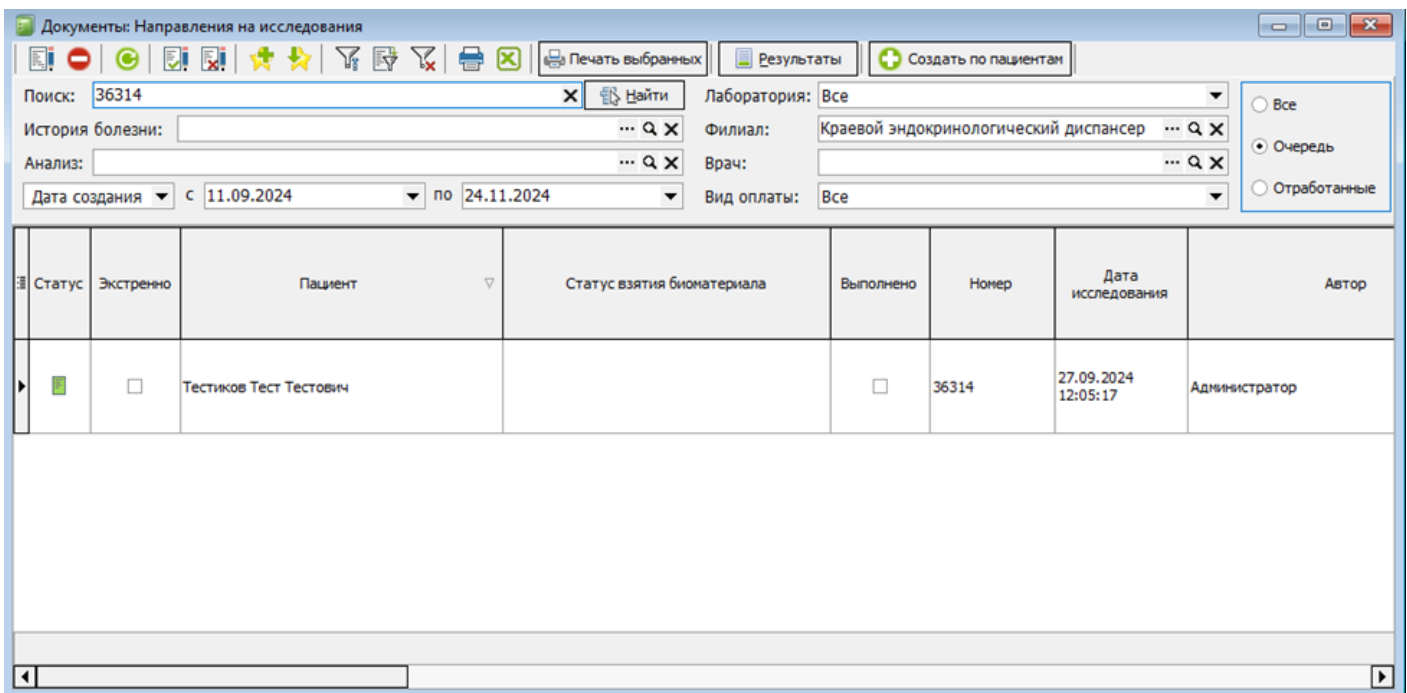 Документы: Направления на исследования
Печать выбранных Результаты Создать по пациентам
Поиск: 36314 Найти Лаборатория: Все
Все
История болезни: Филиал: Краевой эндокринологический диспансер
Очередь
Анализ: Врач:
Отработанные
Дата создания с 11.09.2024 по 24.11.2024 Вид оплаты: Все
Статус Экстренно Пациент Статус взятия биоматериала Выполнено Номер Дата исследования Автор
Тестиков Тест Тестович 36314 27.09.2024 12:05:17 Администратор